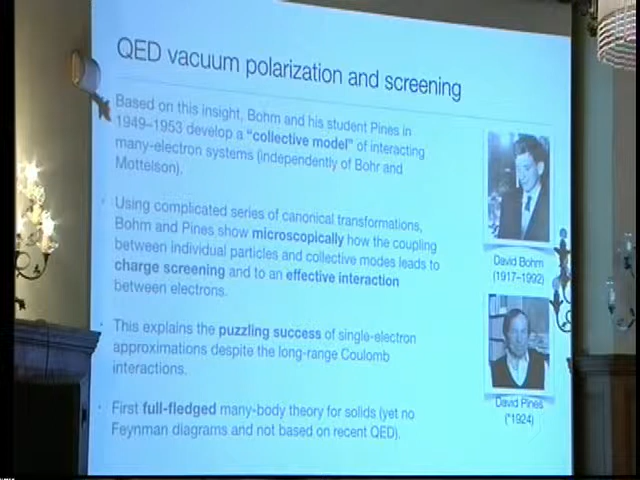 QED vacuum polarization and screening
Based on this insight, Bohm and his student Pines in
1949–1953 develop a “collective model” of interacting
many-electron systems (independently of Bohr and
Mottelson).
Using complicated series of canonical transformations,
Bohm and Pines show microscopically how the coupling
between individual particles and collective modes leads to
charge screening and to an effective interaction
between electrons.
This explains the puzzling success of single-electron
approximations despite the long-range Coulomb
interactions.
First full-fledged many-body theory for solids (yet no
Feynman diagrams and not based on recent QED).
David Bohm
(1917–1992)
David Pines
(*1924)